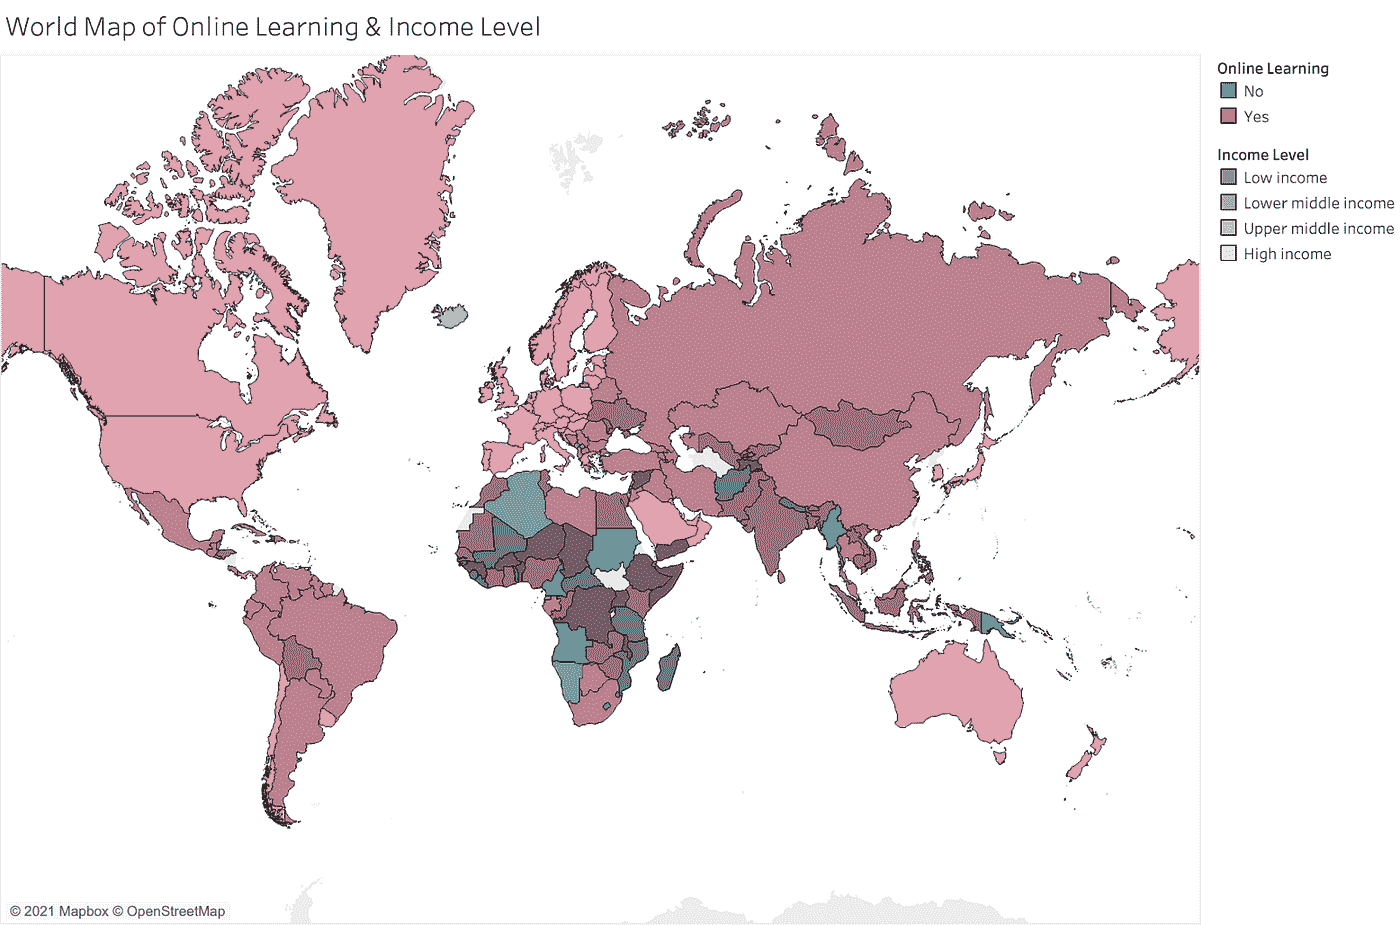 World Map of Online Learning & Income Level
Online Learning
No
Yes
Income Level
Low income
Lower middle income
Upper middle income
High income
© 2021 Mapbox © OpenStreetMap